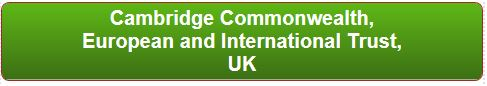 Cambridge Commonwealth,
European and International Trust,
UK